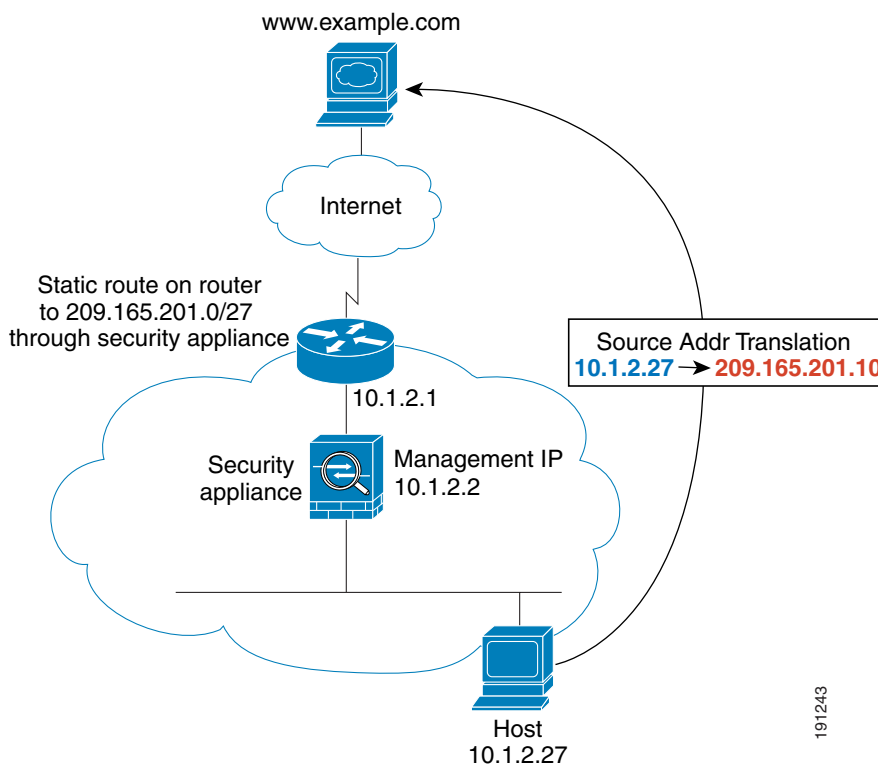 www.example.com
Internet
Static route on router
to 209.165.201.0/27
through security appliance
Source Addr Translation
10.1.2.27 209.165.201.10
10.1.2.1
Security
appliance
Management IP
10.1.2.2
Host
10.1.2.27
191243